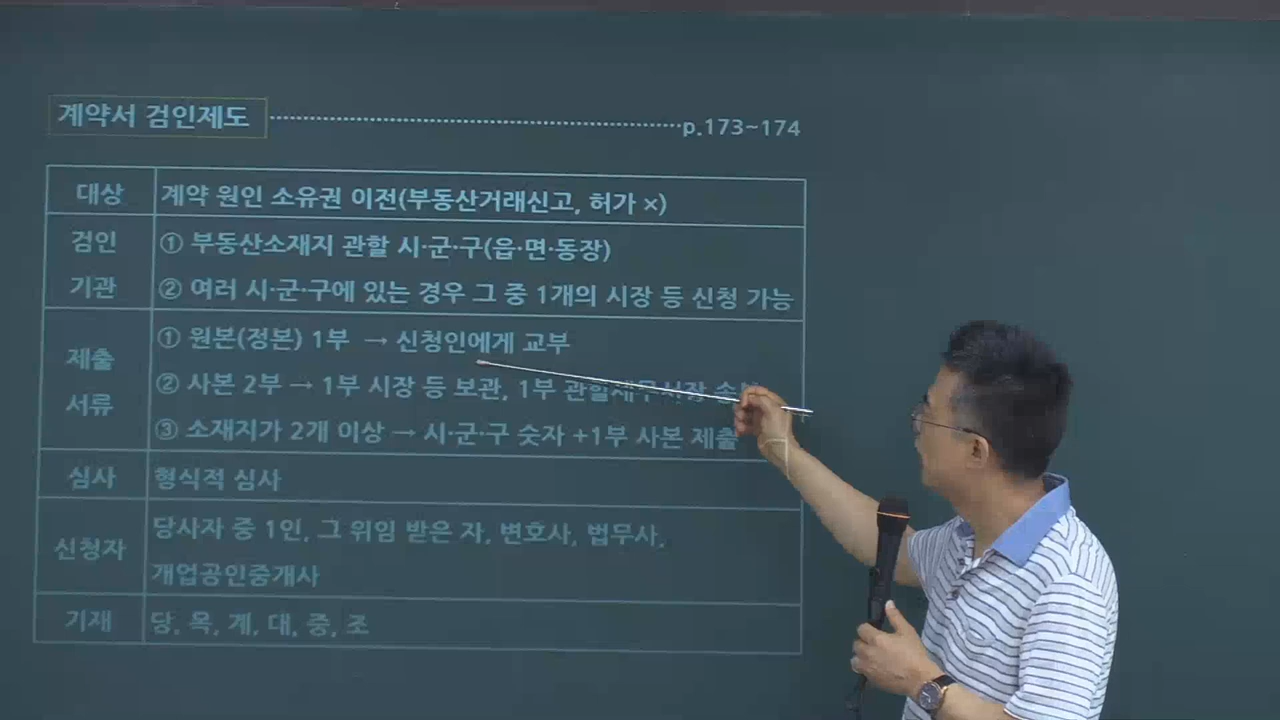 계약서 검인제도 p.173~174
대상 계약 원인 소유권 이전(부동산거래신고, 허가 ×)
검인 ① 부동산소재지 관할 시·군·구(읍·면·동장)
기관 ② 여러 시·군·구에 있는 경우 그 중 1개의 시장 등 신청 가능
① 원본(정본) 1부 → 신청인에게 교부
제출
② 사본 2부 → 1부 시장 등 보관, 1부 관할세무서장
서류
③ 소재지가 2개 이상 → 시·군·구 숫자 +1부 사본 제출
심사 형식적 심사
당사자 중 1인, 그 위임 받은 자, 변호사, 법무사,
신청자
개업공인중개사
기재 당, 목, 계, 대, 중, 조